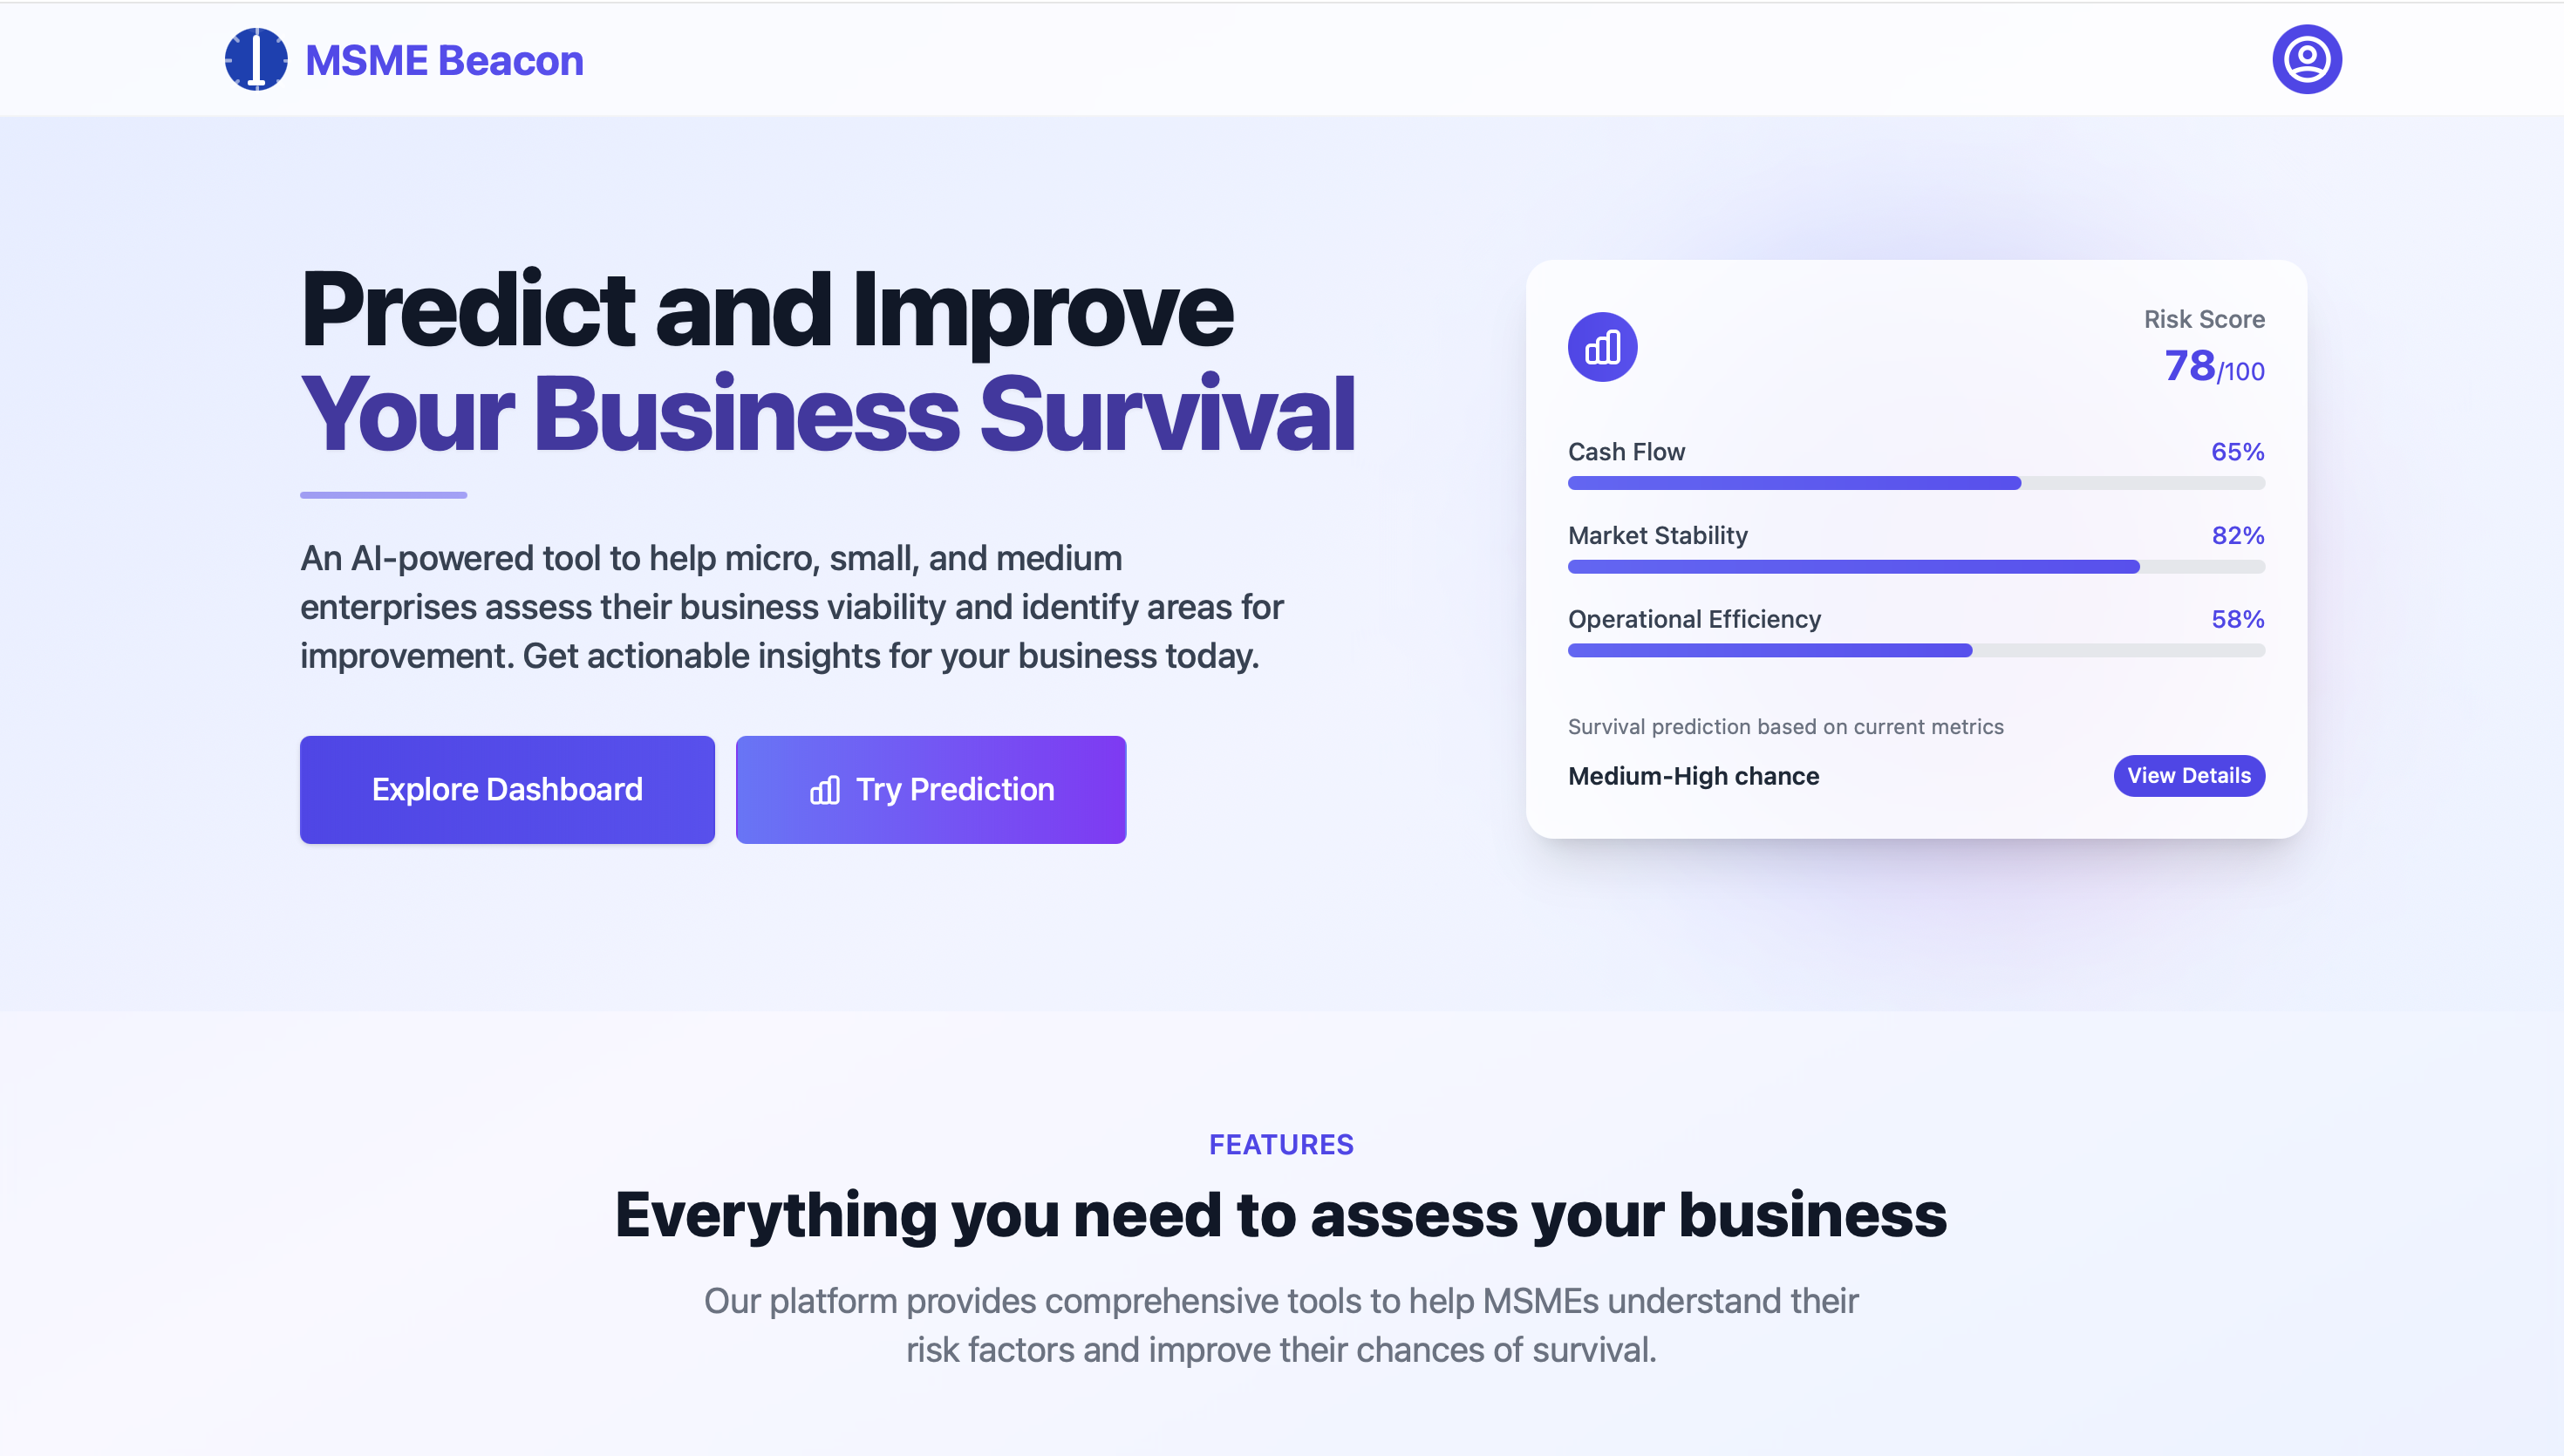 MSME Beacon
Predict and Improve
Your Business Survival
An AI-powered tool to help micro, small, and medium
enterprises assess their business viability and identify areas for
improvement. Get actionable insights for your business today.
Explore Dashboard
Try Prediction
Risk Score
78/100
Cash Flow 65%
Market Stability 82%
Operational Efficiency 58%
Survival prediction based on current metrics
Medium-High chance
View Details
FEATURES
Everything you need to assess your business
Our platform provides comprehensive tools to help MSMEs understand their
risk factors and improve their chances of survival.